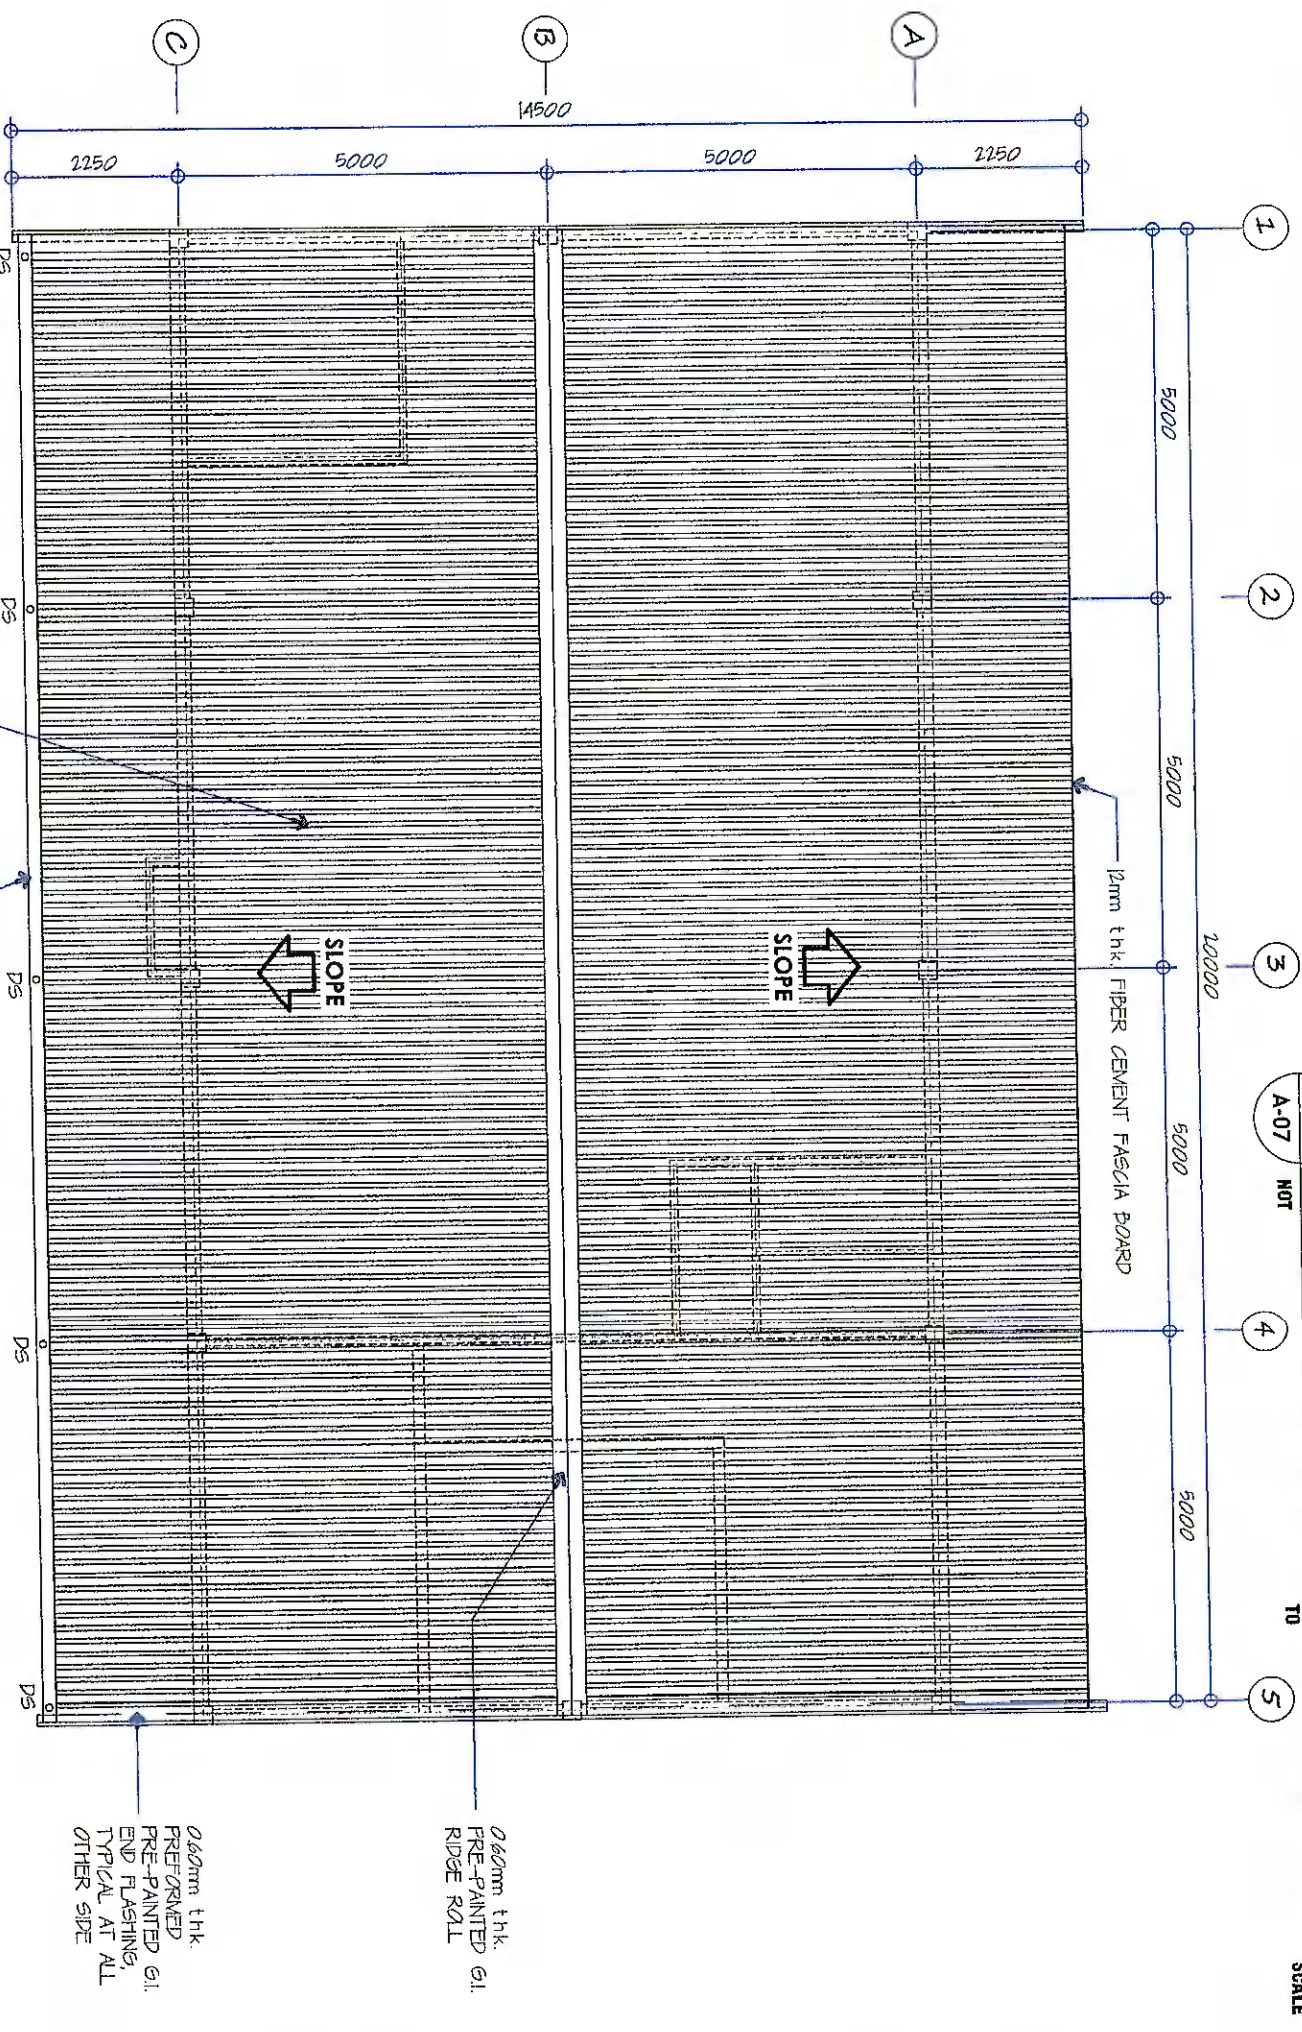 1
2
3
4
5
A-07
NOT
TO
SCALE
20000
5000
5000
5000
5000
12mm thk. FIBER CEMENT FASCIA BOARD
A
B
C
14500
2250
5000
5000
2250
SLOPE
SLOPE
0.60mm thk.
PRE-PAINTED G.I.
RIDGE ROLL
0.60mm thk.
PREFORMED
PRE-PAINTED G.I.
END FLASHING,
TYPICAL AT ALL
OTHER SIDE
DS
DS
DS
DS
DS